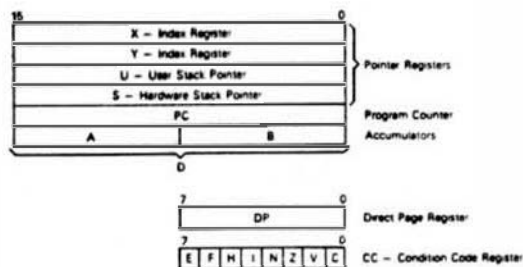 15 0
X – Index Register
Y – Index Register
U – User Stack Pointer
S – Hardware Stack Pointer
Pointer Registers
PC Program Counter
A B Accumulators
D
7 0
DP Direct Page Register
7 0
E F H I N Z V C CC – Condition Code Register